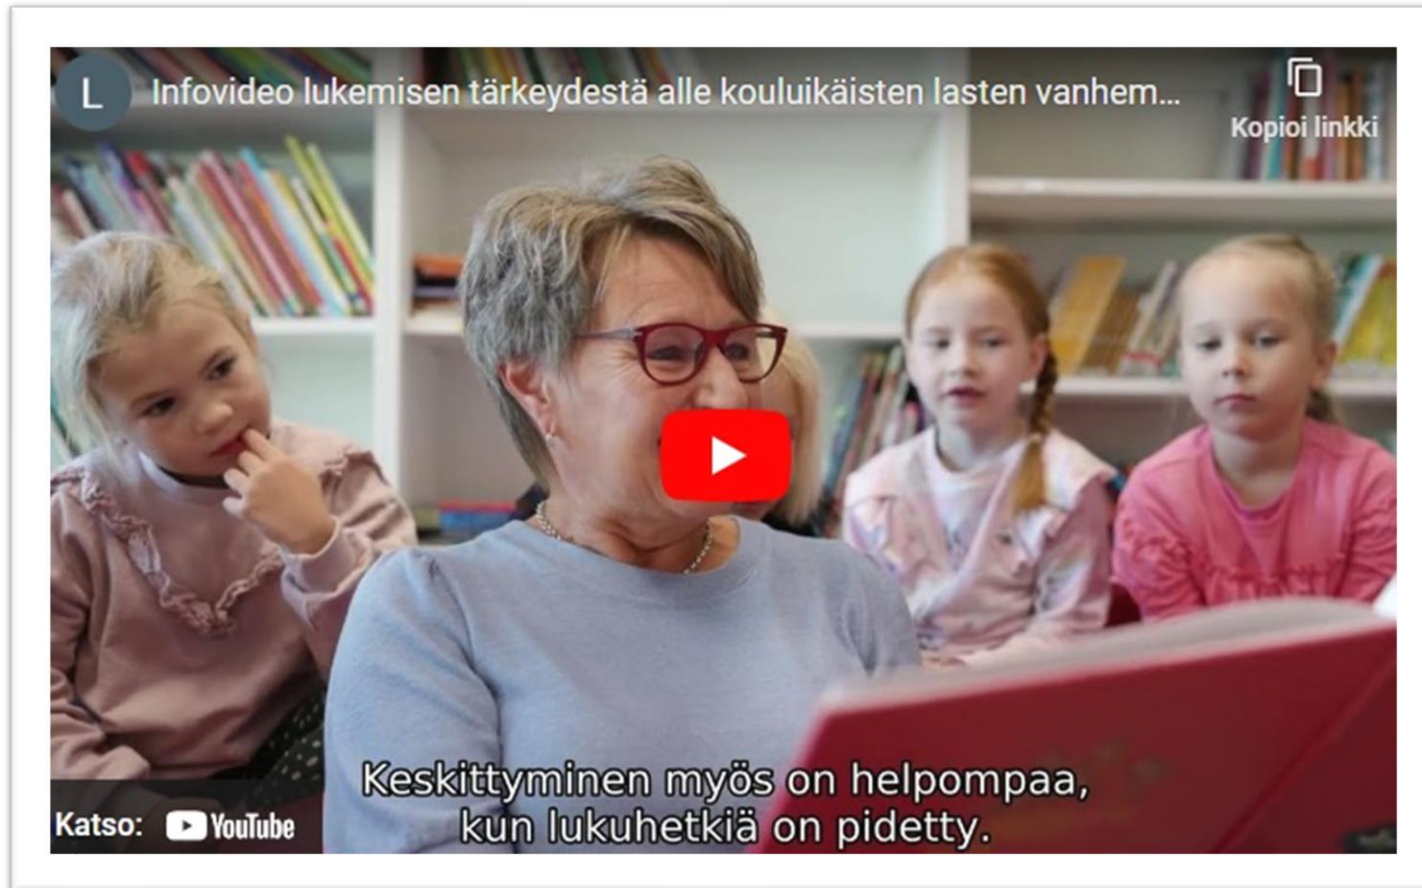 L
Infovideo lukemisen tärkeydestä alle kouluikäisten lasten vanhem...
Kopioi linkki
Keskittyminen myös on helpompaa,
kun lukuhetkiä on pidetty.
Katso: YouTube